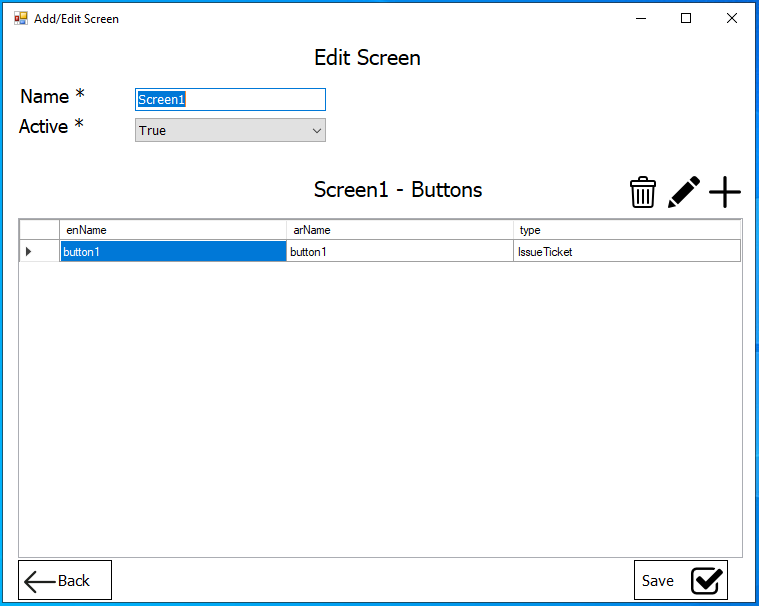 Add/Edit Screen
Edit Screen
Name *
Screen1
Active *
True
Screen1 - Buttons
enName arName type
button1 button1 IssueTicket
Back Save